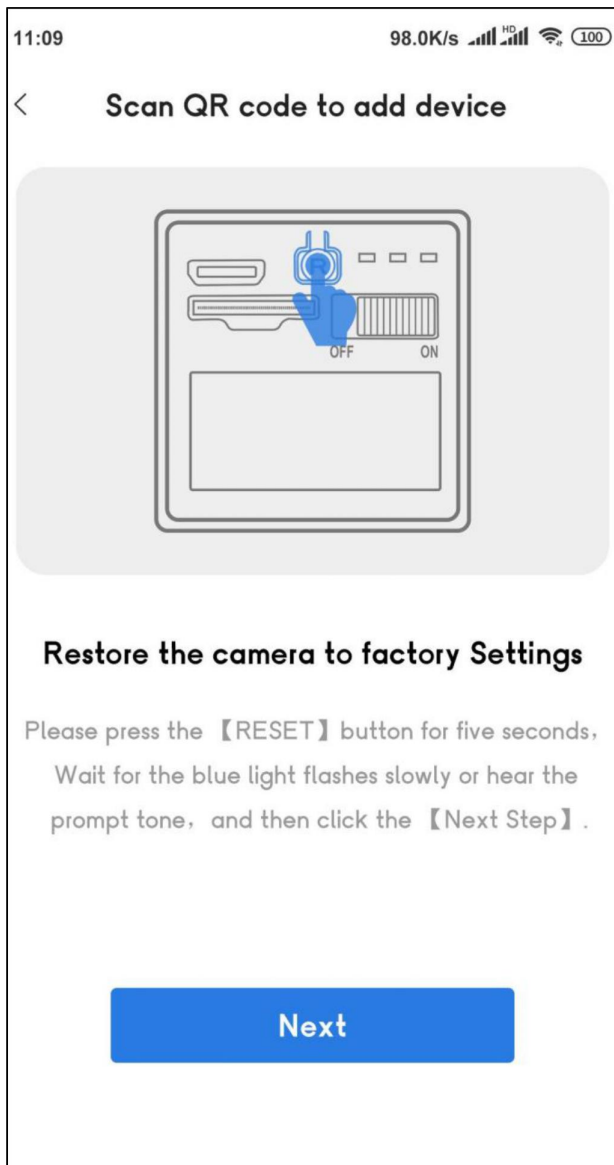 11:09 98.0K/s HD 100
Scan QR code to add device
R
OFF ON
Restore the camera to factory Settings
Please press the 【RESET】 button for five seconds,
Wait for the blue light flashes slowly or hear the
prompt tone, and then click the 【Next Step】.
Next